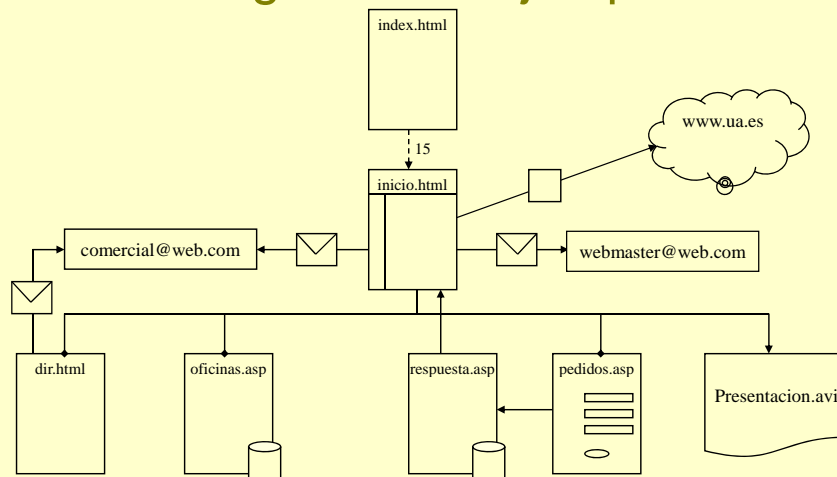 index.html
15
www.ua.es
inicio.html
comercial@web.com
webmaster@web.com
dir.html
oficinas.asp
respuesta.asp
pedidos.asp
Presentacion.avi